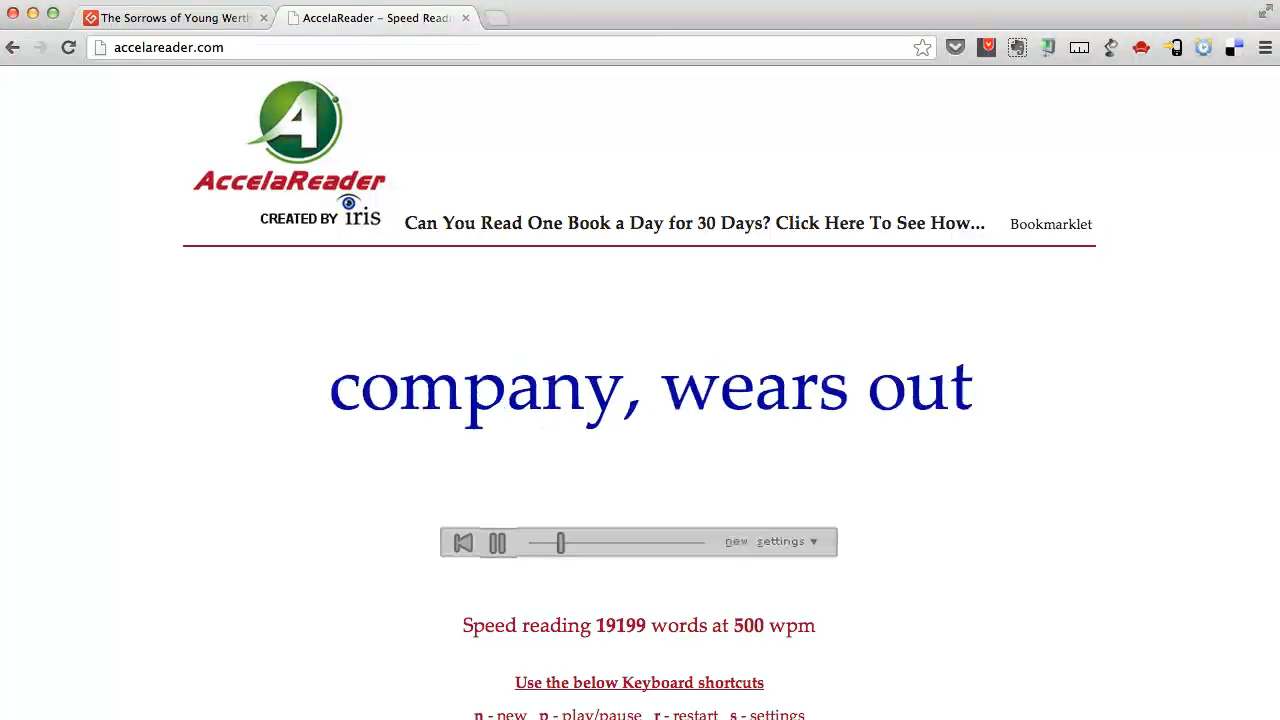 The Sorrows of Young Werth
AccelaReader – Speed Readi
accelareader.com
A
AccelaReader
CREATED BY iris
Can You Read One Book a Day for 30 Days? Click Here To See How...
Bookmarklet
company, wears out
new settings ▼
Speed reading 19199 words at 500 wpm
Use the below Keyboard shortcuts
n - new p - play/pause r - restart s - settings